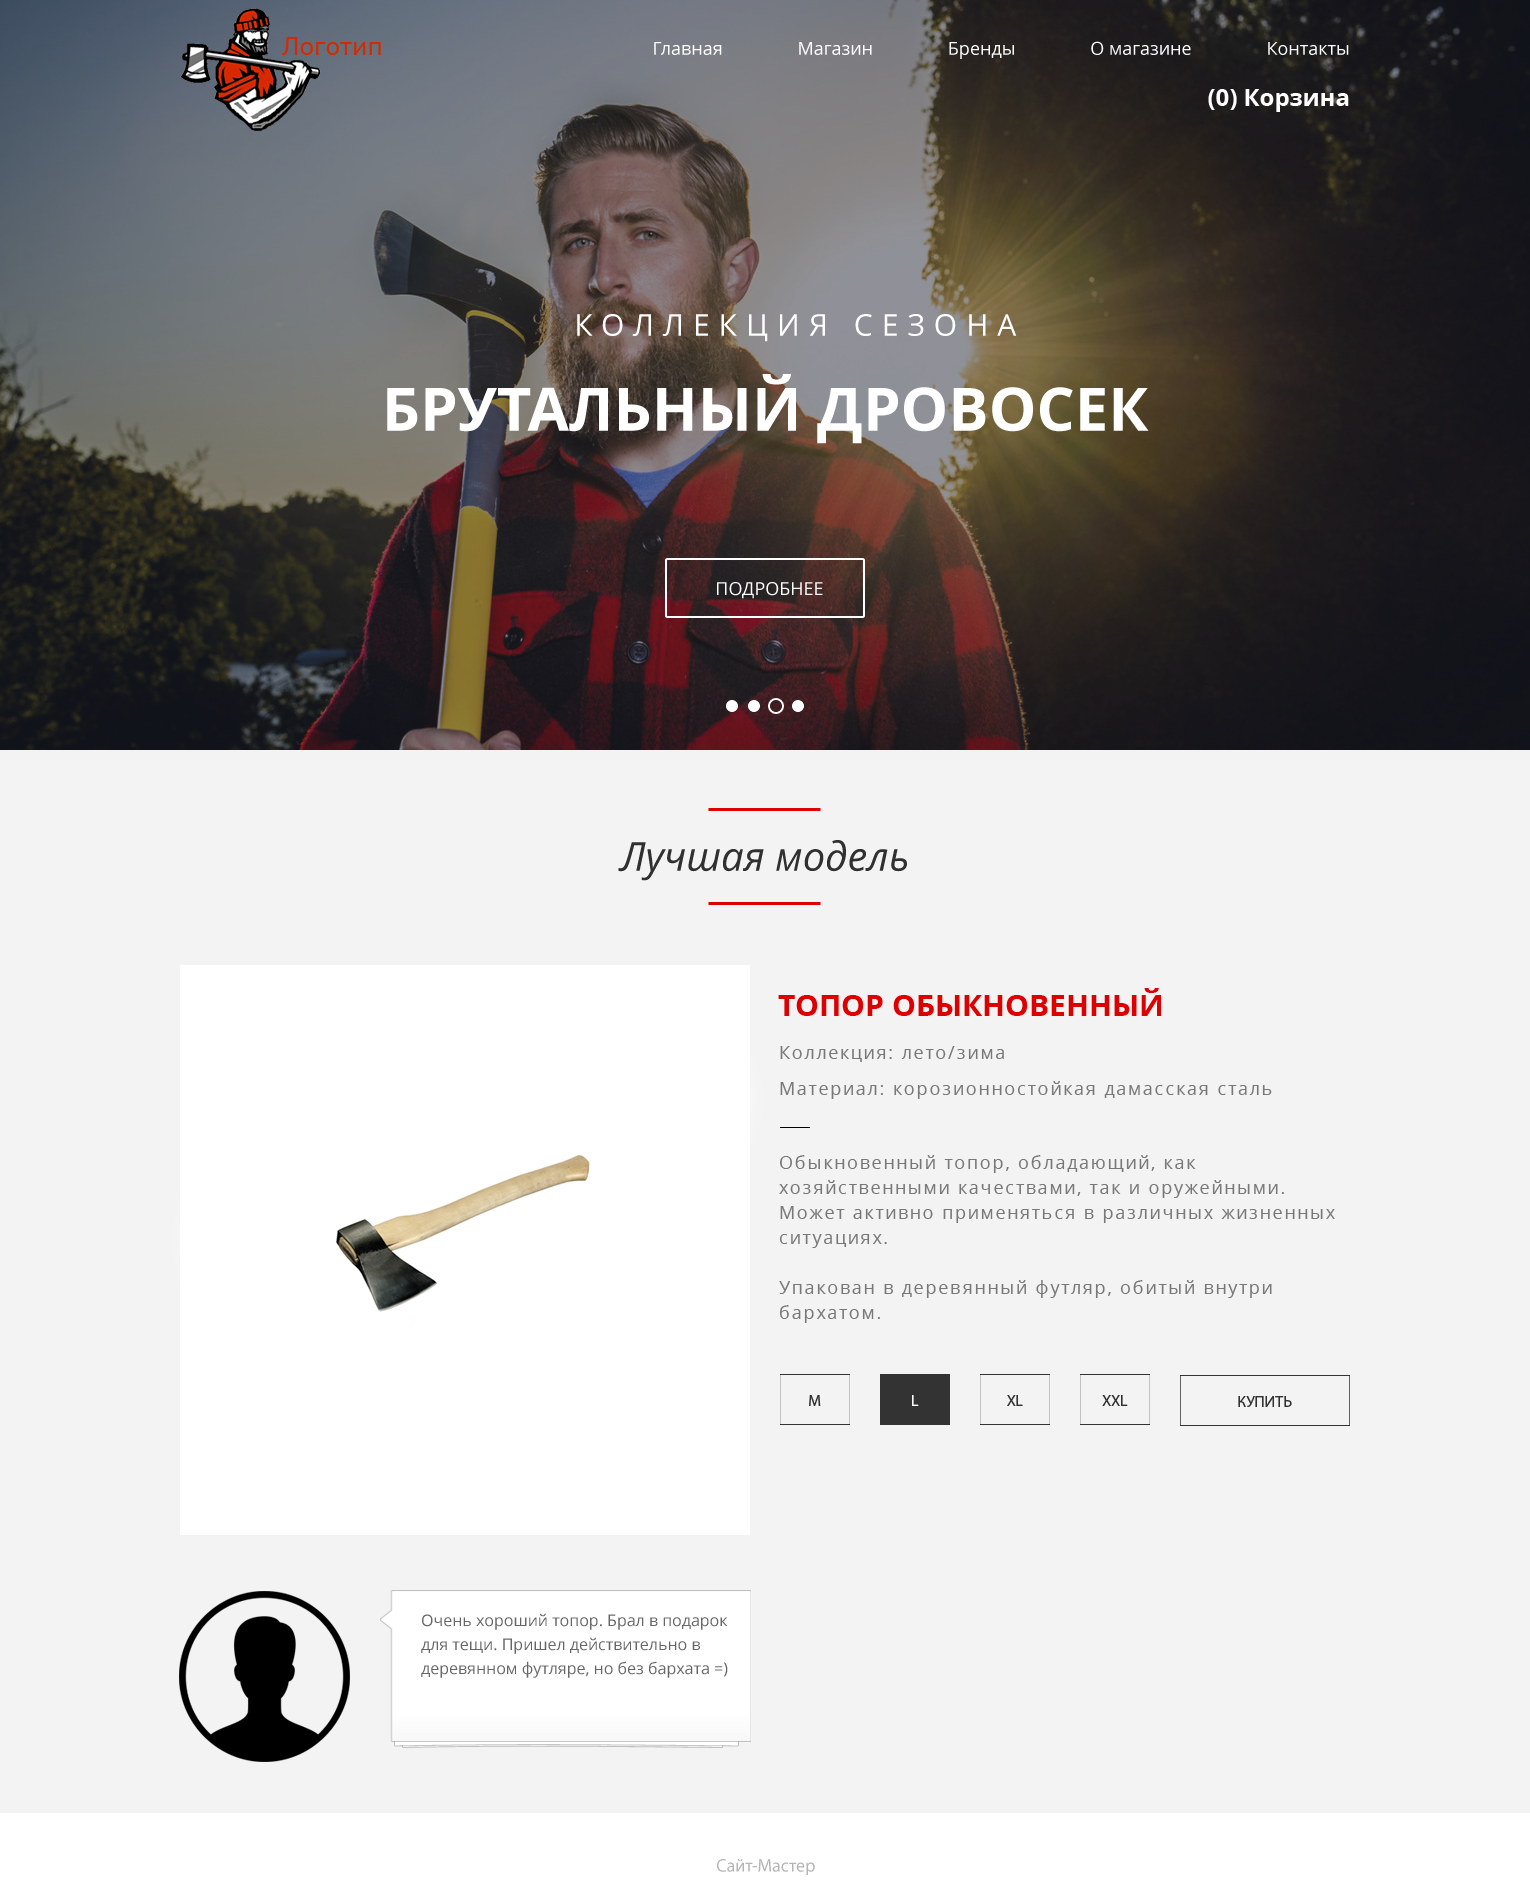 Логотип
Главная Магазин Бренды О магазине Контакты
(0) Корзина
КОЛЛЕКЦИЯ СЕЗОНА
БРУТАЛЬНЫЙ ДРОВОСЕК
ПОДРОБНЕЕ
Лучшая модель
ТОПОР ОБЫКНОВЕННЫЙ
Коллекция: лето/зима
Материал: корозионностойкая дамасская сталь
Обыкновенный топор, обладающий, как
хозяйственными качествами, так и оружейными.
Может активно применяться в различных жизненных
ситуациях.
Упакован в деревянный футляр, обитый внутри
бархатом.
M L XL XXL КУПИТЬ
Очень хороший топор. Брал в подарок
для тещи. Пришел действительно в
деревянном футляре, но без бархата =)
Сайт-Мастер